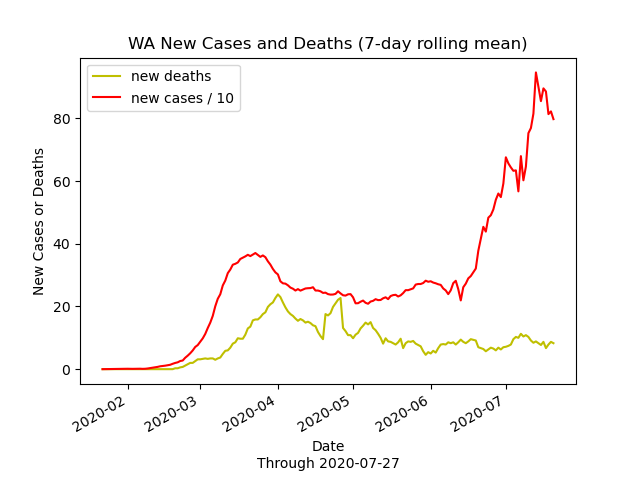 WA New Cases and Deaths (7-day rolling mean)
new deaths
new cases / 10
New Cases or Deaths
80
60
40
20
0
2020-02
2020-03
2020-04
2020-05
2020-06
2020-07
Date
Through 2020-07-27